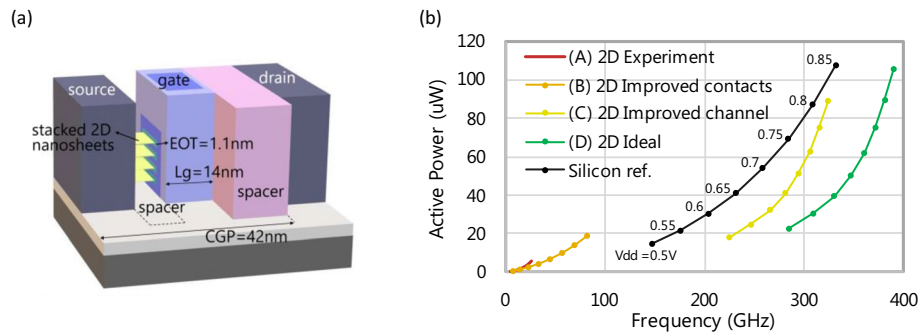 (a)
source
gate
drain
stacked 2D
nanosheets
EOT=1.1nm
Lg=14nm
spacer
spacer
CGP=42nm
(b)
Active Power (uW)
120
100
80
60
40
20
0
(A) 2D Experiment
(B) 2D Improved contacts
(C) 2D Improved channel
(D) 2D Ideal
Silicon ref.
0.85
0.8
0.75
0.7
0.65
0.6
0.55
Vdd =0.5V
0
100
200
300
400
Frequency (GHz)